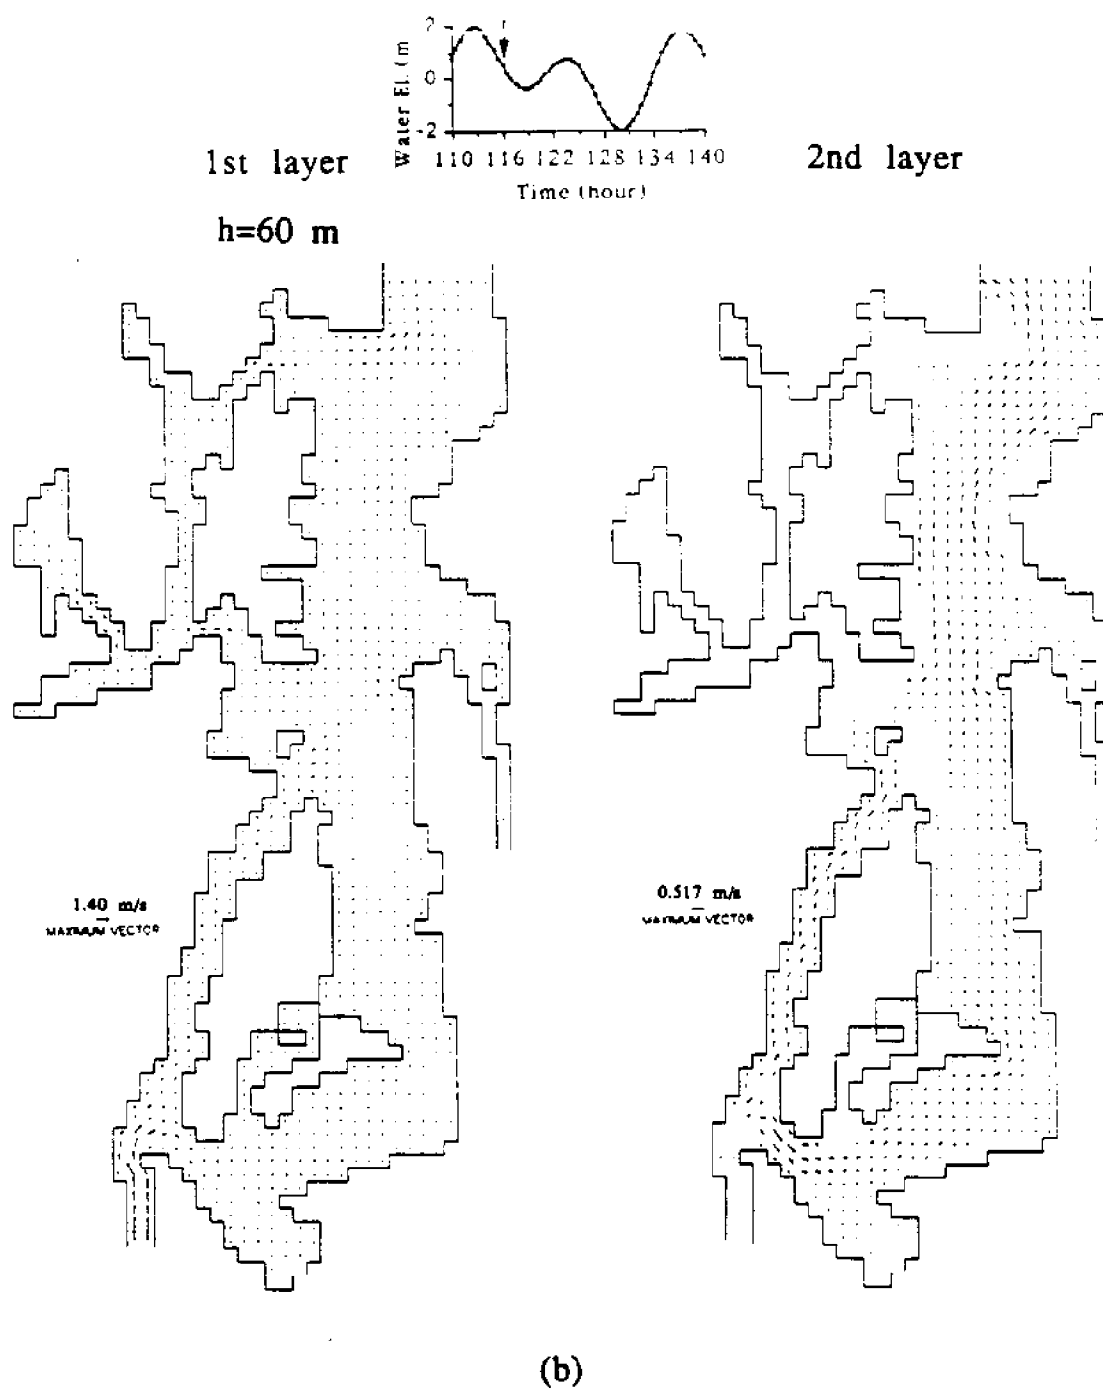 2
Water El. (m
0
-2
110 116 122 128 134 140
Time (hour)
1st layer
2nd layer
h=60 m
1.40 m/s
MAXIMUM VECTOR
0.517 m/s
MAXIMUM VECTOR
(b)